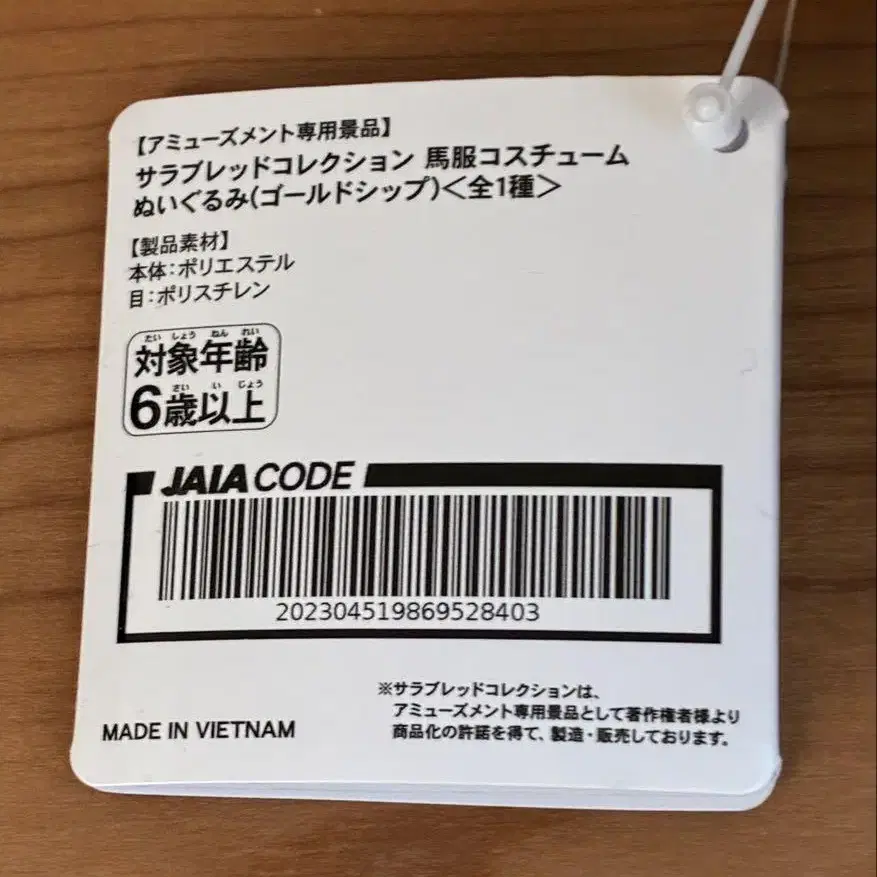 【アミューズメント専用景品】
サラブレッドコレクション 馬服コスチューム
ぬいぐるみ(ゴールドシップ)<全1種>
【製品素材】
本体:ポリエステル
目:ポリスチレン
たい しょう ねん れい
対象年齢
さい い じょう
6歳以上
JAIA CODE
202304519869528403
※サラブレッドコレクションは、
アミューズメント専用景品として著作権者様より
商品化の許諾を得て、製造・販売しております。
MADE IN VIETNAM